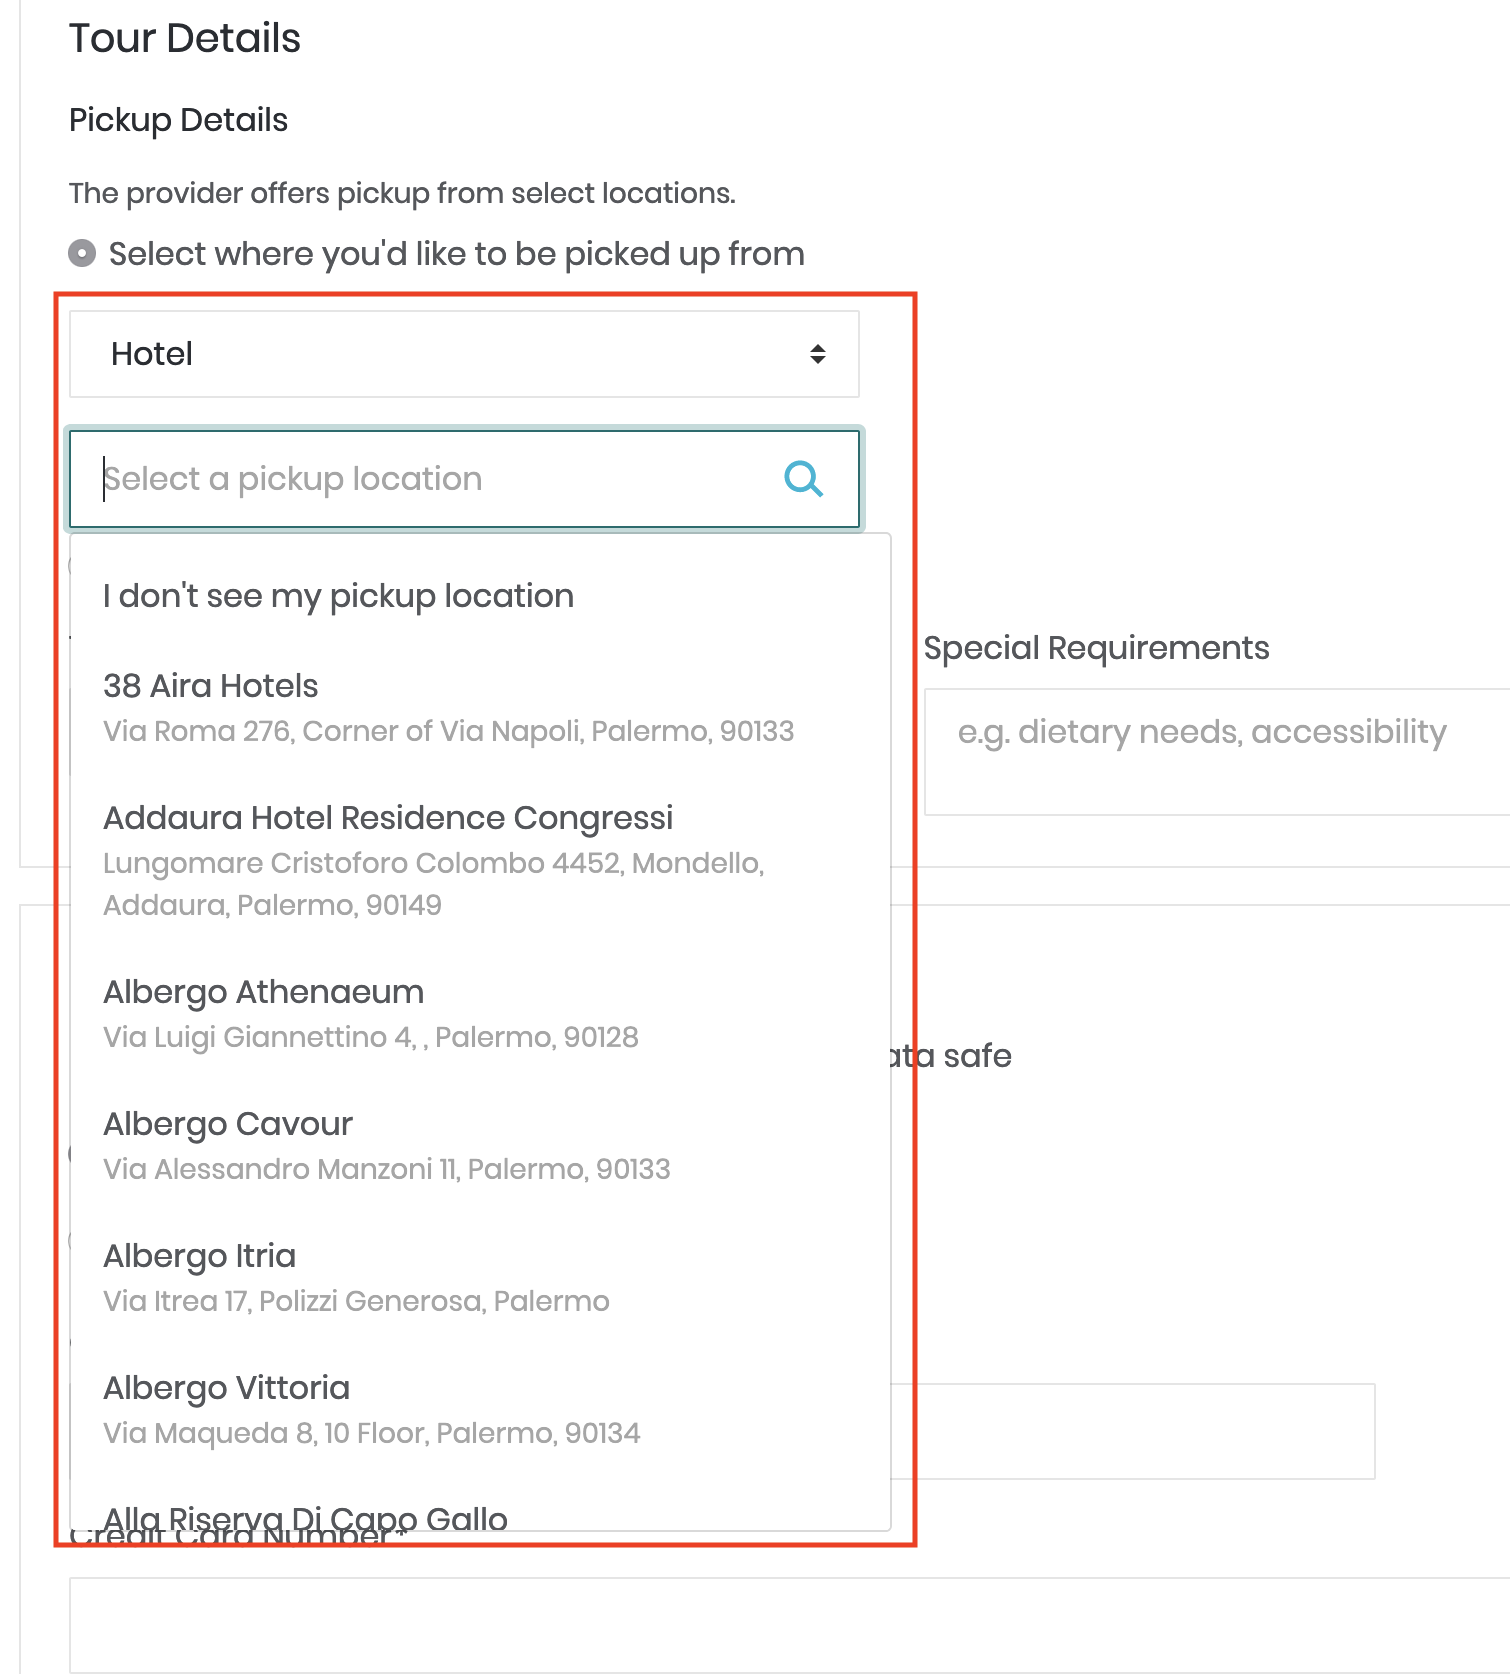 Tour Details
Pickup Details
The provider offers pickup from select locations.
Select where you'd like to be picked up from
Hotel
Select a pickup location
I don't see my pickup location
38 Aira Hotels
Via Roma 276, Corner of Via Napoli, Palermo, 90133
Special Requirements
e.g. dietary needs, accessibility
Addaura Hotel Residence Congressi
Lungomare Cristoforo Colombo 4452, Mondello,
Addaura, Palermo, 90149
Albergo Athenaeum
Via Luigi Giannettino 4, , Palermo, 90128
ata safe
Albergo Cavour
Via Alessandro Manzoni 11, Palermo, 90133
Albergo Itria
Via Itrea 17, Polizzi Generosa, Palermo
Albergo Vittoria
Via Maqueda 8, 10 Floor, Palermo, 90134
Alla Riserva Di Capo Gallo
Credit Card Number*